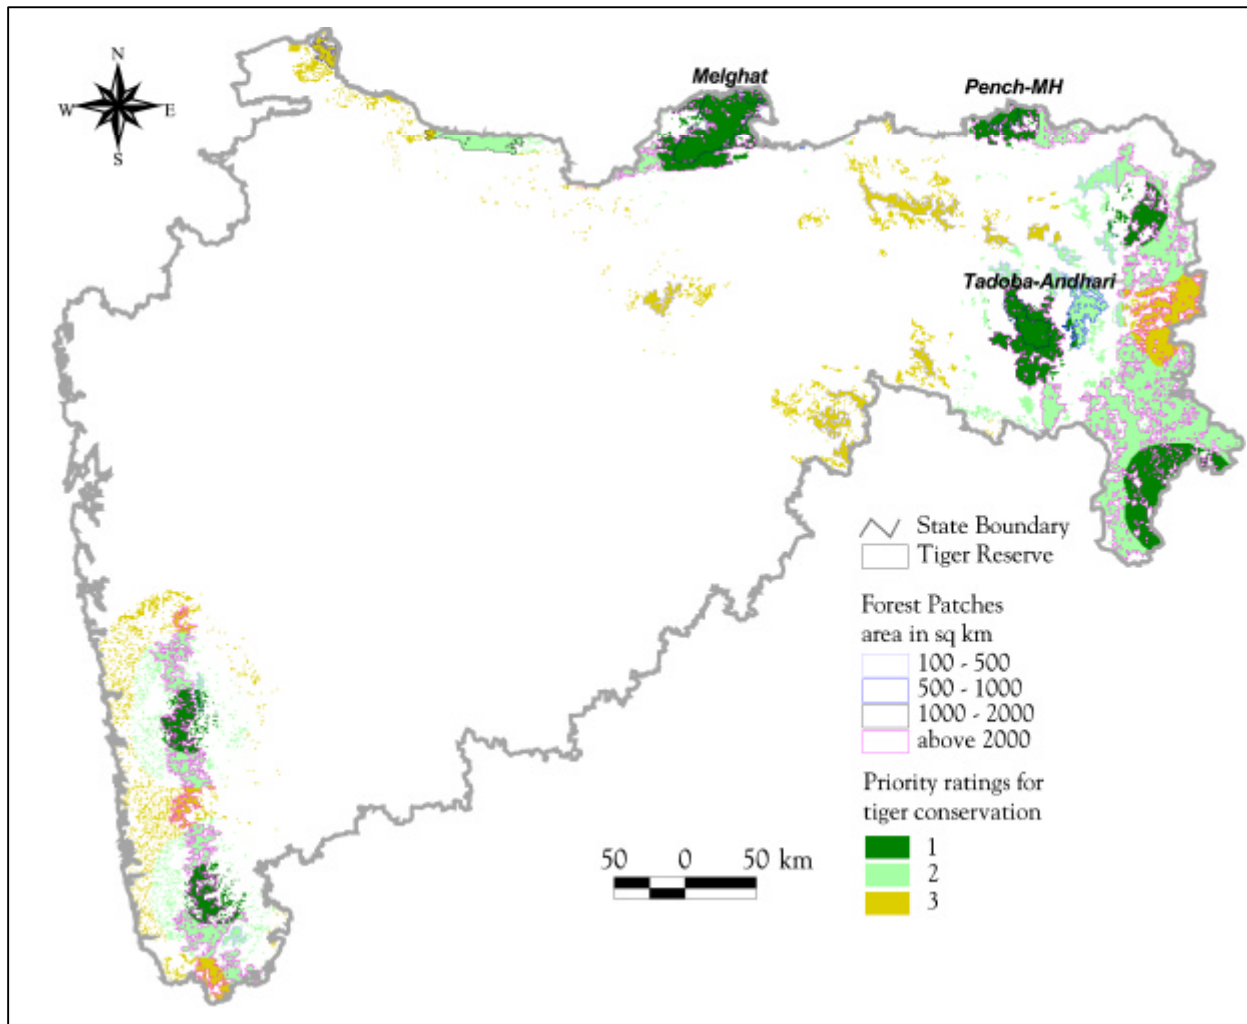 N
W E
S
Melghat
Pench-MH
Tadoba-Andhari
State Boundary
Tiger Reserve
Forest Patches
area in sq km
100 - 500
500 - 1000
1000 - 2000
above 2000
Priority ratings for
tiger conservation
1
2
3
50 0 50 km